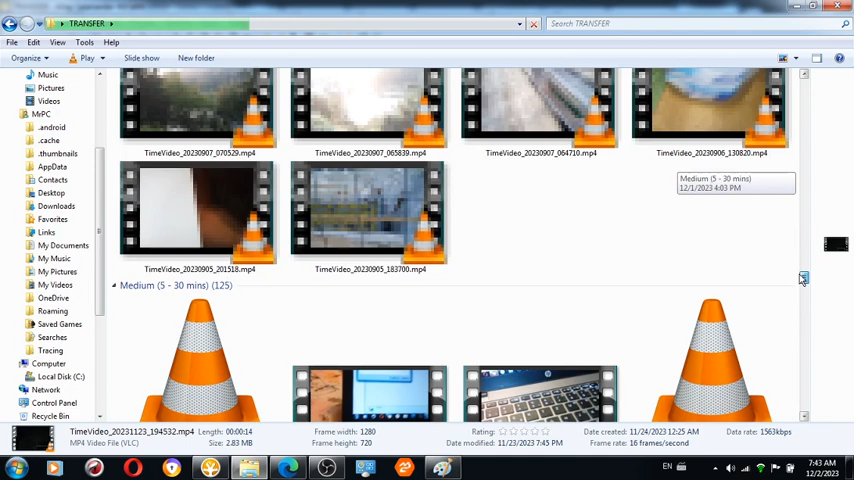 TRANSFER
Search TRANSFER
File Edit View Tools Help
Organize Play Slide show New folder
Music
Pictures
Videos
MrPC
.android
.cache
.thumbnails
AppData
Contacts
Desktop
Downloads
Favorites
Links
My Documents
My Music
My Pictures
My Videos
OneDrive
Roaming
Saved Games
Searches
Tracing
Computer
Local Disk (C:)
Network
Control Panel
Recycle Bin
TimeVideo_20230907_070529.mp4
TimeVideo_20230907_065839.mp4
TimeVideo_20230907_064710.mp4
TimeVideo_20230906_130820.mp4
Medium (5 - 30 mins)
12/1/2023 4:03 PM
TimeVideo_20230905_201518.mp4
TimeVideo_20230905_183700.mp4
Medium (5 - 30 mins) (125)
TimeVideo_20231123_194532.mp4 Length: 00:00:14 Frame width: 1280 Rating: Date created: 11/24/2023 12:25 AM Data rate: 1563kbps
MP4 Video File (VLC) Size: 2.83 MB Frame height: 720 Date modified: 11/23/2023 7:45 PM Frame rate: 16 frames/second
EN
7:43 AM
12/2/2023